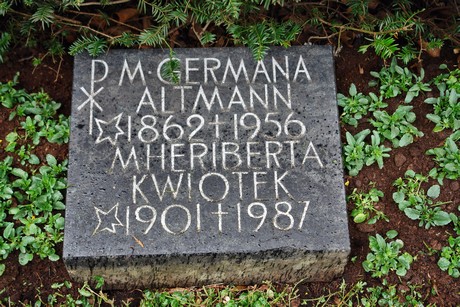 M·GERMANA
ALTMANN
☆1862✝1956
M·HERIBERTA
KWIOTEK
☆1901✝1987